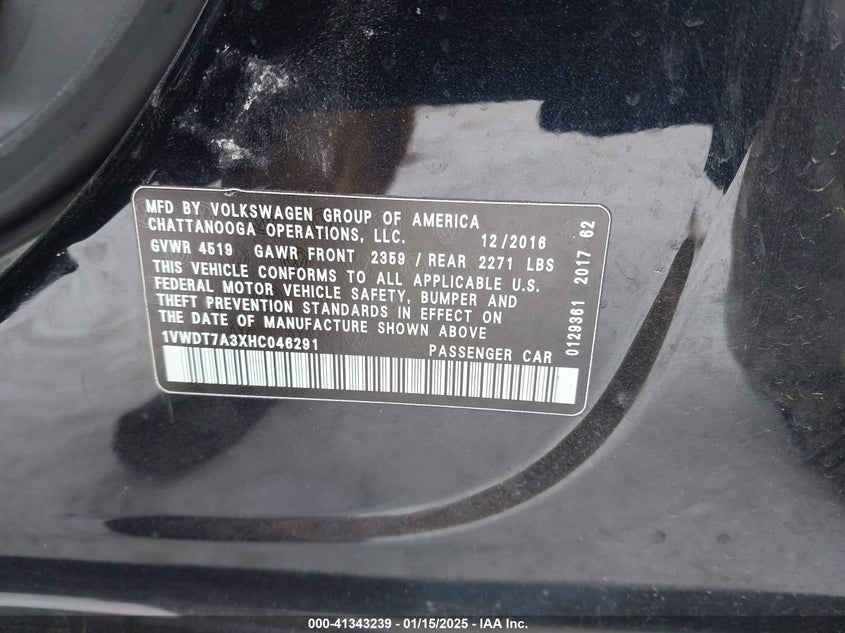 MFD BY VOLKSWAGEN GROUP OF AMERICA
CHATTANOOGA OPERATIONS, LLC. 12/2016
GVWR 4519 GAWR FRONT 2359 / REAR 2271 LBS
THIS VEHICLE CONFORMS TO ALL APPLICABLE U.S.
FEDERAL MOTOR VEHICLE SAFETY, BUMPER AND
THEFT PREVENTION STANDARDS IN EFFECT ON
THE DATE OF MANUFACTURE SHOWN ABOVE
1VWDT7A3XHC046291 PASSENGER CAR
0129361 2017 62
000-41343239 - 01/15/2025 - IAAI Inc.